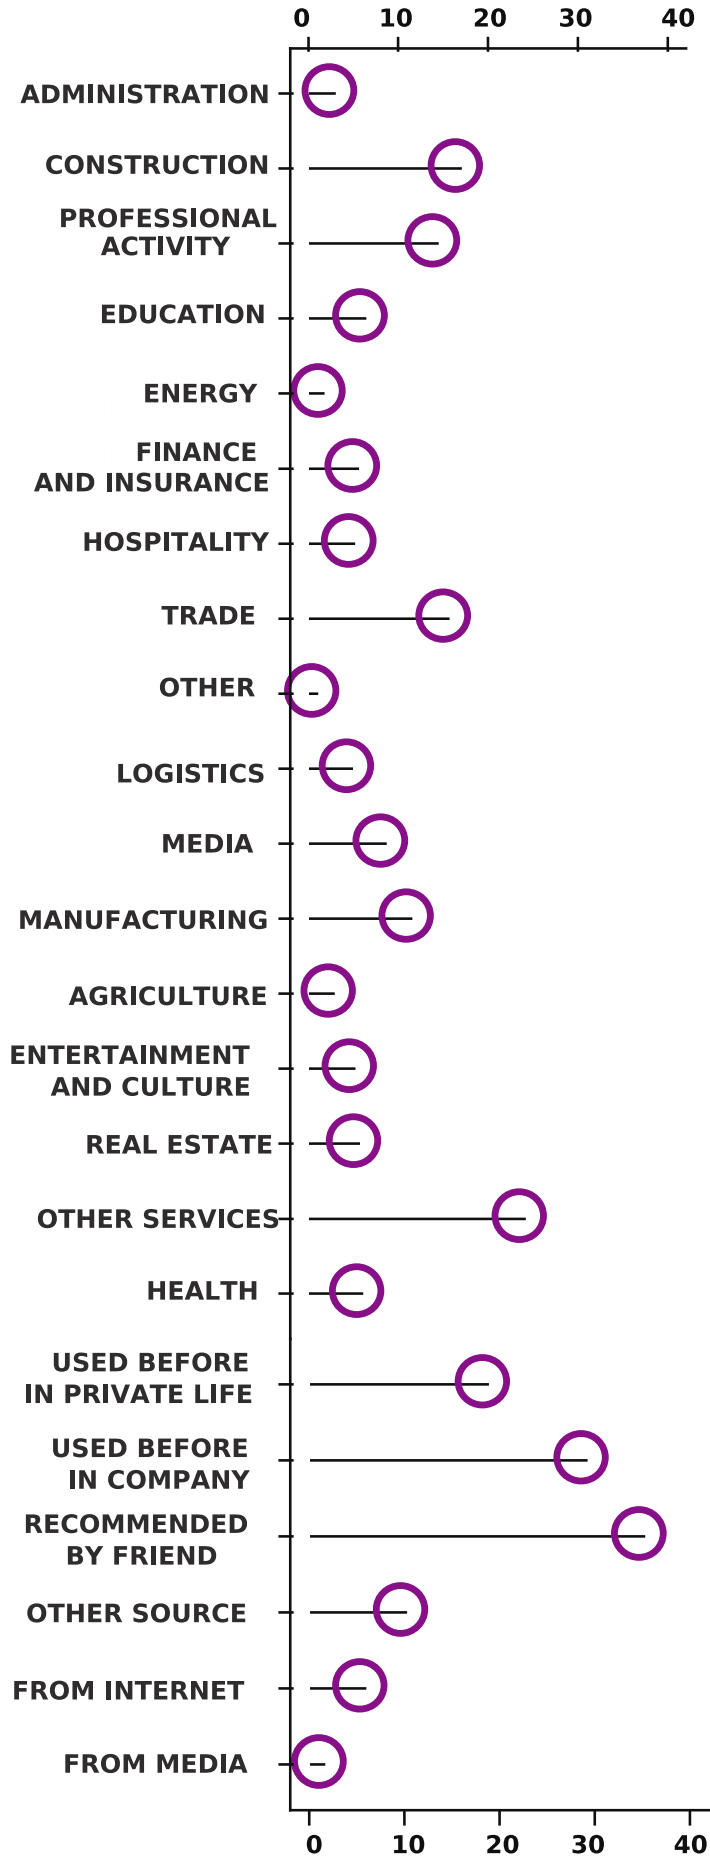 0 10 20 30 40
ADMINISTRATION
CONSTRUCTION
PROFESSIONAL
ACTIVITY
EDUCATION
ENERGY
FINANCE
AND INSURANCE
HOSPITALITY
TRADE
OTHER
LOGISTICS
MEDIA
MANUFACTURING
AGRICULTURE
ENTERTAINMENT
AND CULTURE
REAL ESTATE
OTHER SERVICES
HEALTH
USED BEFORE
IN PRIVATE LIFE
USED BEFORE
IN COMPANY
RECOMMENDED
BY FRIEND
OTHER SOURCE
FROM INTERNET
FROM MEDIA
0 10 20 30 40